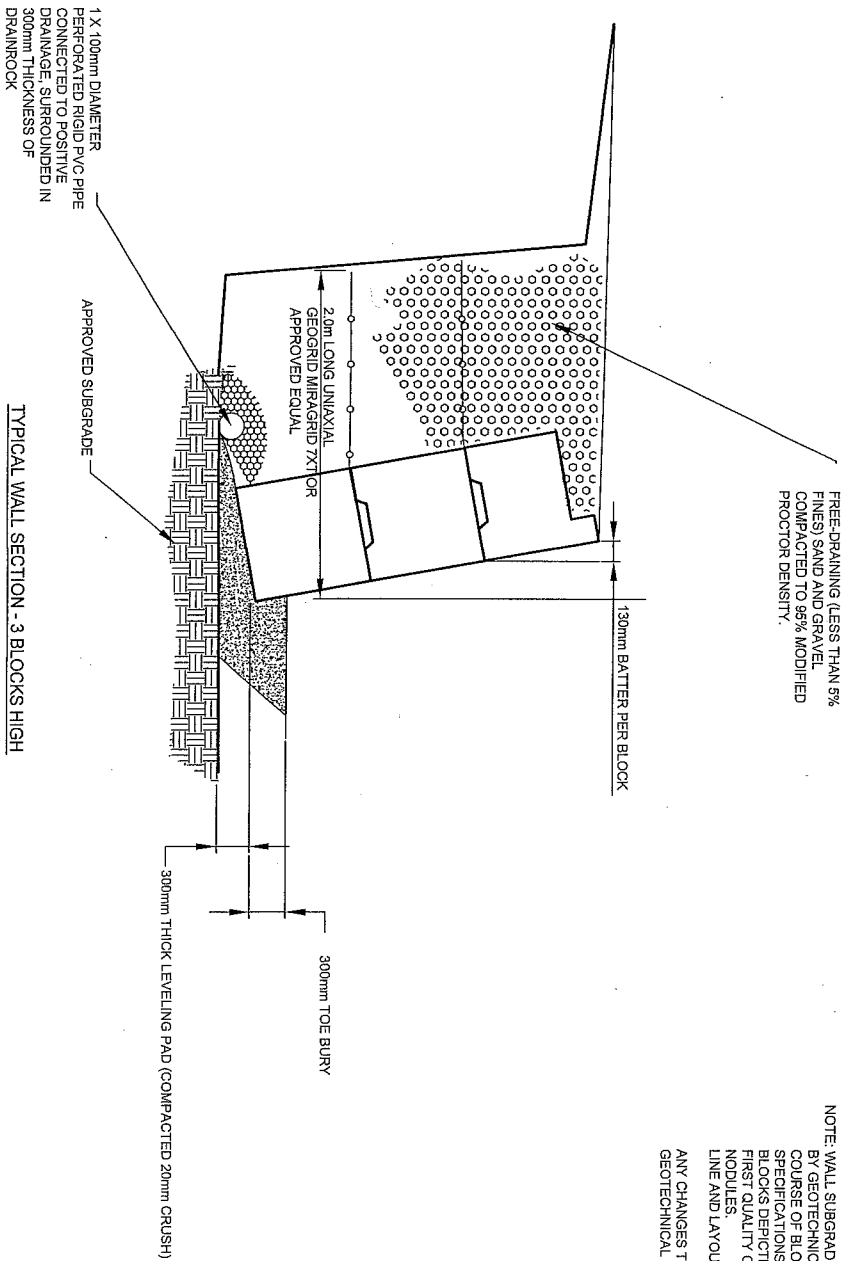 FREE-DRAINING (LESS THAN 5%
FINES) SAND AND GRAVEL
COMPACTED TO 95% MODIFIED
PROCTOR DENSITY.
130mm BATTER PER BLOCK
2.0m LONG UNIAXIAL
GEOGRID MIRAGRID 7XT OR
APPROVED EQUAL
300mm TOE BURY
300mm THICK LEVELING PAD (COMPACTED 20mm CRUSH)
1 X 100mm DIAMETER
PERFORATED RIGID PVC PIPE
CONNECTED TO POSITIVE
DRAINAGE, SURROUNDED IN
300mm THICKNESS OF
DRAINROCK
APPROVED SUBGRADE
TYPICAL WALL SECTION - 3 BLOCKS HIGH
NOTE: WALL SUBGRAD
BY GEOTECHNIC
COURSE OF BLO
SPECIFICATIONS
BLOCKS DEPICT
FIRST QUALITY
NODULES.
LINE AND LAYOU
ANY CHANGES T
GEOTECHNICAL